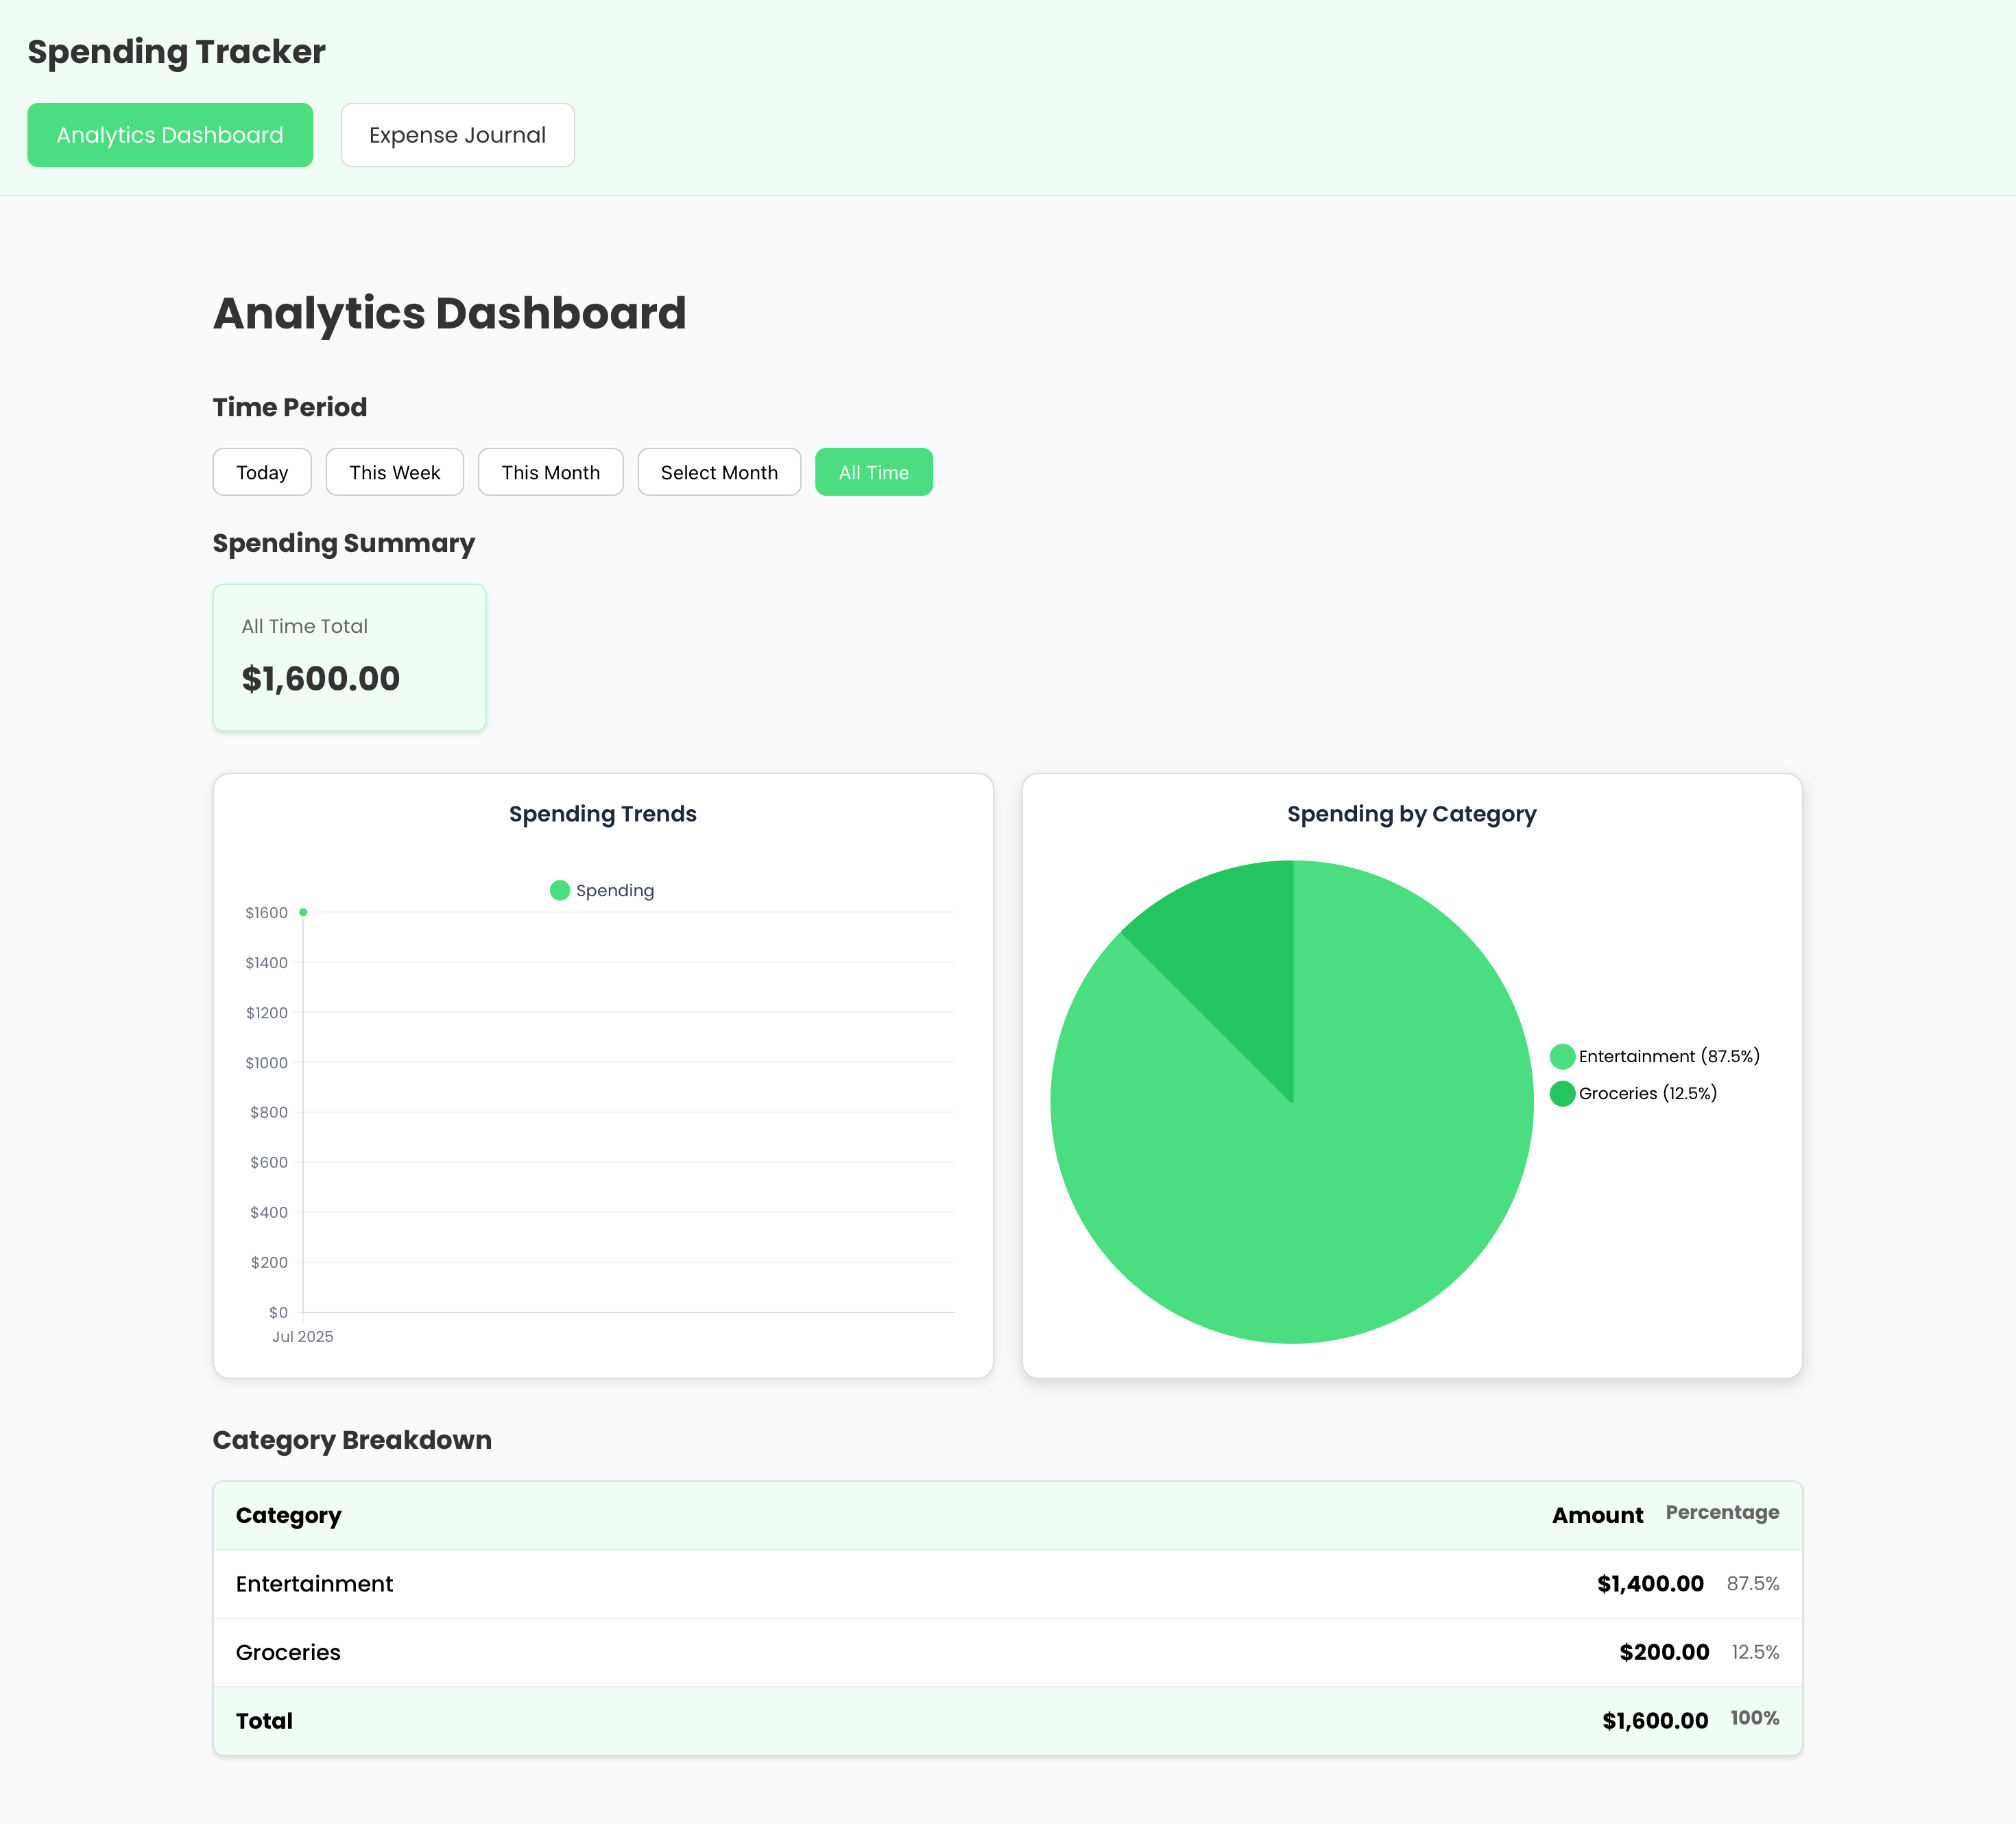 Spending Tracker
Analytics Dashboard Expense Journal
Analytics Dashboard
Time Period
Today This Week This Month Select Month All Time
Spending Summary
All Time Total
$1,600.00
Spending Trends
Spending
$1600
$1400
$1200
$1000
$800
$600
$400
$200
$0
Jul 2025
Spending by Category
Entertainment (87.5%)
Groceries (12.5%)
Category Breakdown
Category Amount Percentage
Entertainment $1,400.00 87.5%
Groceries $200.00 12.5%
Total $1,600.00 100%